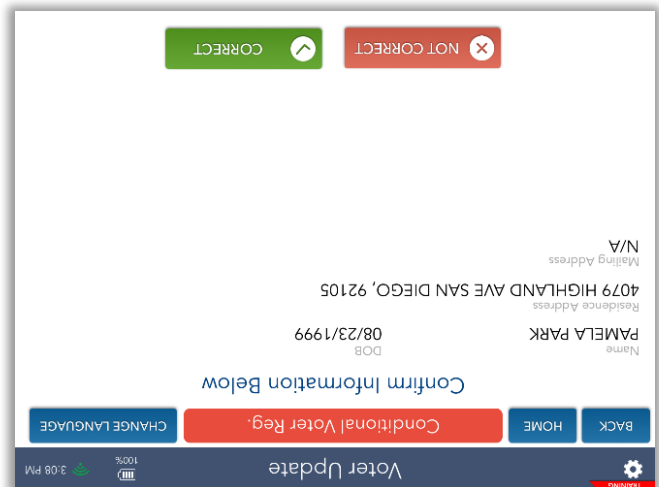 TRAINING
Voter Update
100%
3:08 PM
BACK
HOME
Conditional Voter Reg.
CHANGE LANGUAGE
Confirm Information Below
Name
DOB
PAMELA PARK
08/23/1999
Residence Address
4079 HIGHLAND AVE SAN DIEGO, 92105
Mailing Address
N/A
NOT CORRECT
CORRECT